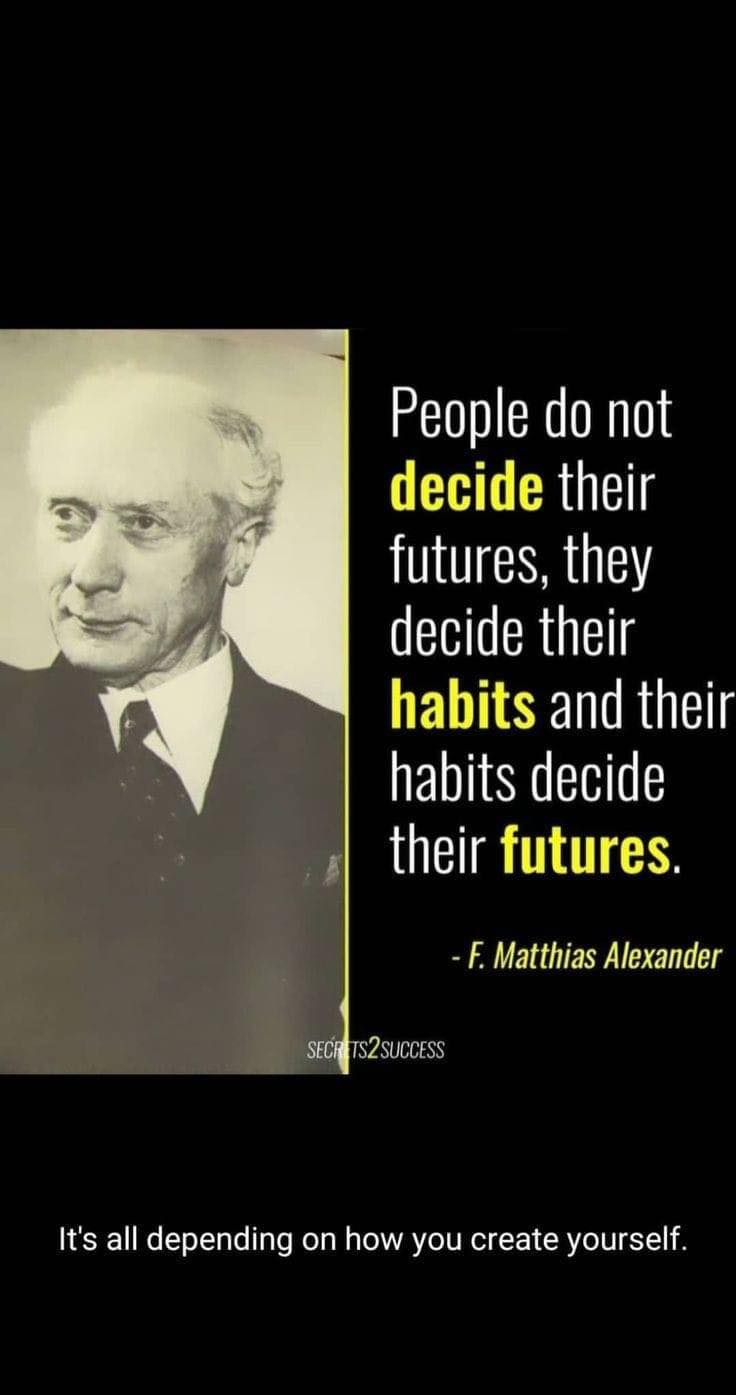 People do not
decide their
futures, they
decide their
habits and their
habits decide
their futures.
- F. Matthias Alexander
SECRETS2SUCCESS
It's all depending on how you create yourself.